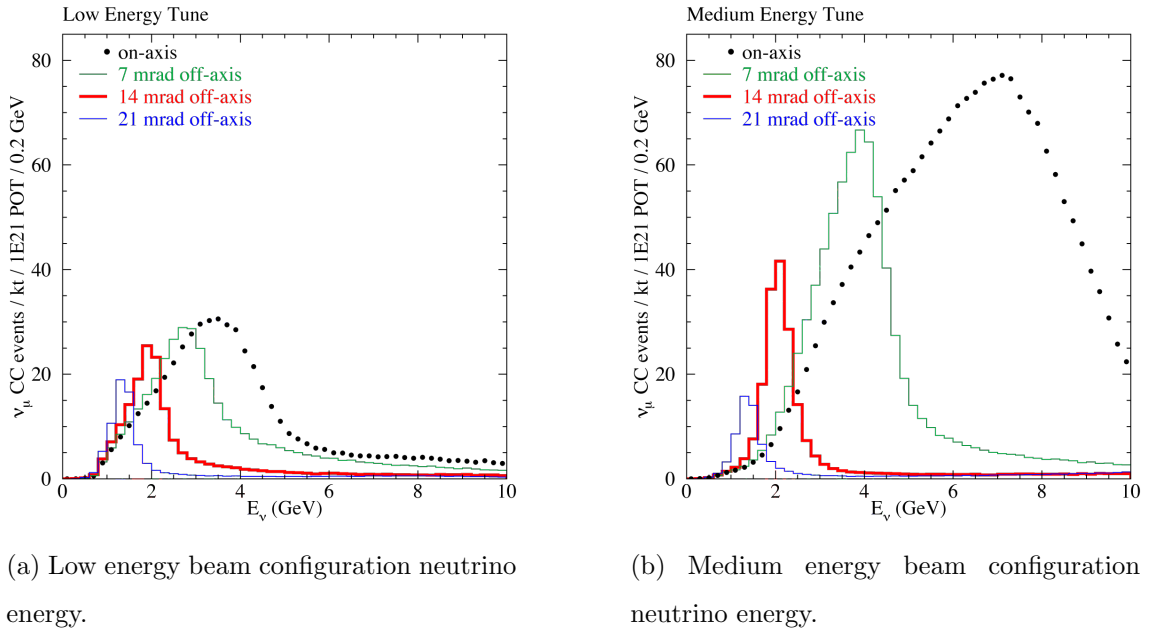 Low Energy Tune
80
60
40
20
0
0 2 4 6 8 10
on-axis
7 mrad off-axis
14 mrad off-axis
21 mrad off-axis
ν_μ CC events / kt / 1E21 POT / 0.2 GeV
E_ν (GeV)
(a) Low energy beam configuration neutrino
energy.
Medium Energy Tune
80
60
40
20
0
0 2 4 6 8 10
on-axis
7 mrad off-axis
14 mrad off-axis
21 mrad off-axis
ν_μ CC events / kt / 1E21 POT / 0.2 GeV
E_ν (GeV)
(b) Medium energy beam configuration
neutrino energy.